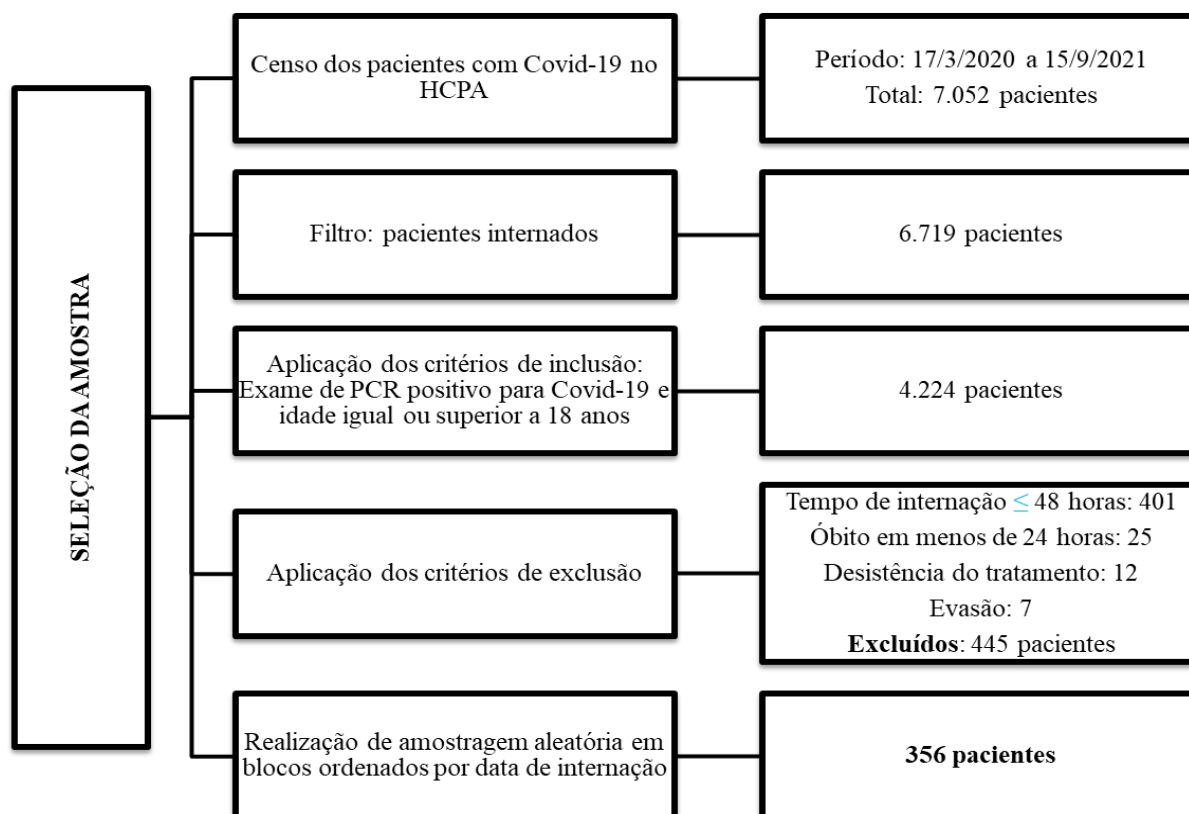 SELEÇÃO DA AMOSTRA
Censo dos pacientes com Covid-19 no
HCPA
Período: 17/3/2020 a 15/9/2021
Total: 7.052 pacientes
Filtro: pacientes internados
6.719 pacientes
Aplicação dos critérios de inclusão:
Exame de PCR positivo para Covid-19 e
idade igual ou superior a 18 anos
4.224 pacientes
Aplicação dos critérios de exclusão
Tempo de internação ≤ 48 horas: 401
Óbito em menos de 24 horas: 25
Desistência do tratamento: 12
Evasão: 7
Excluídos: 445 pacientes
Realização de amostragem aleatória em
blocos ordenados por data de internação
356 pacientes